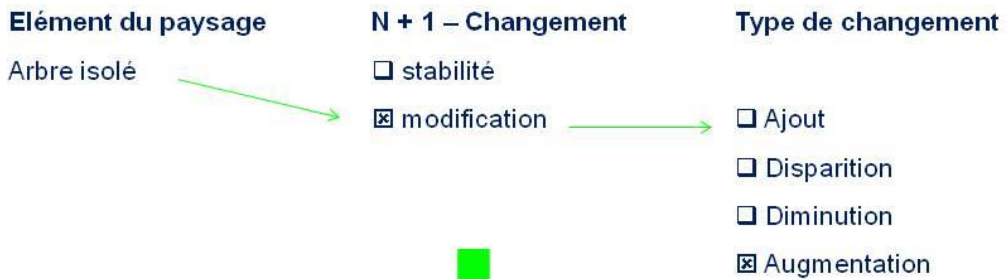 Elément du paysage N + 1 – Changement Type de changement
Arbre isolé ❑ stabilité
☒ modification ❑ Ajout
❑ Disparition
❑ Diminution
☒ Augmentation